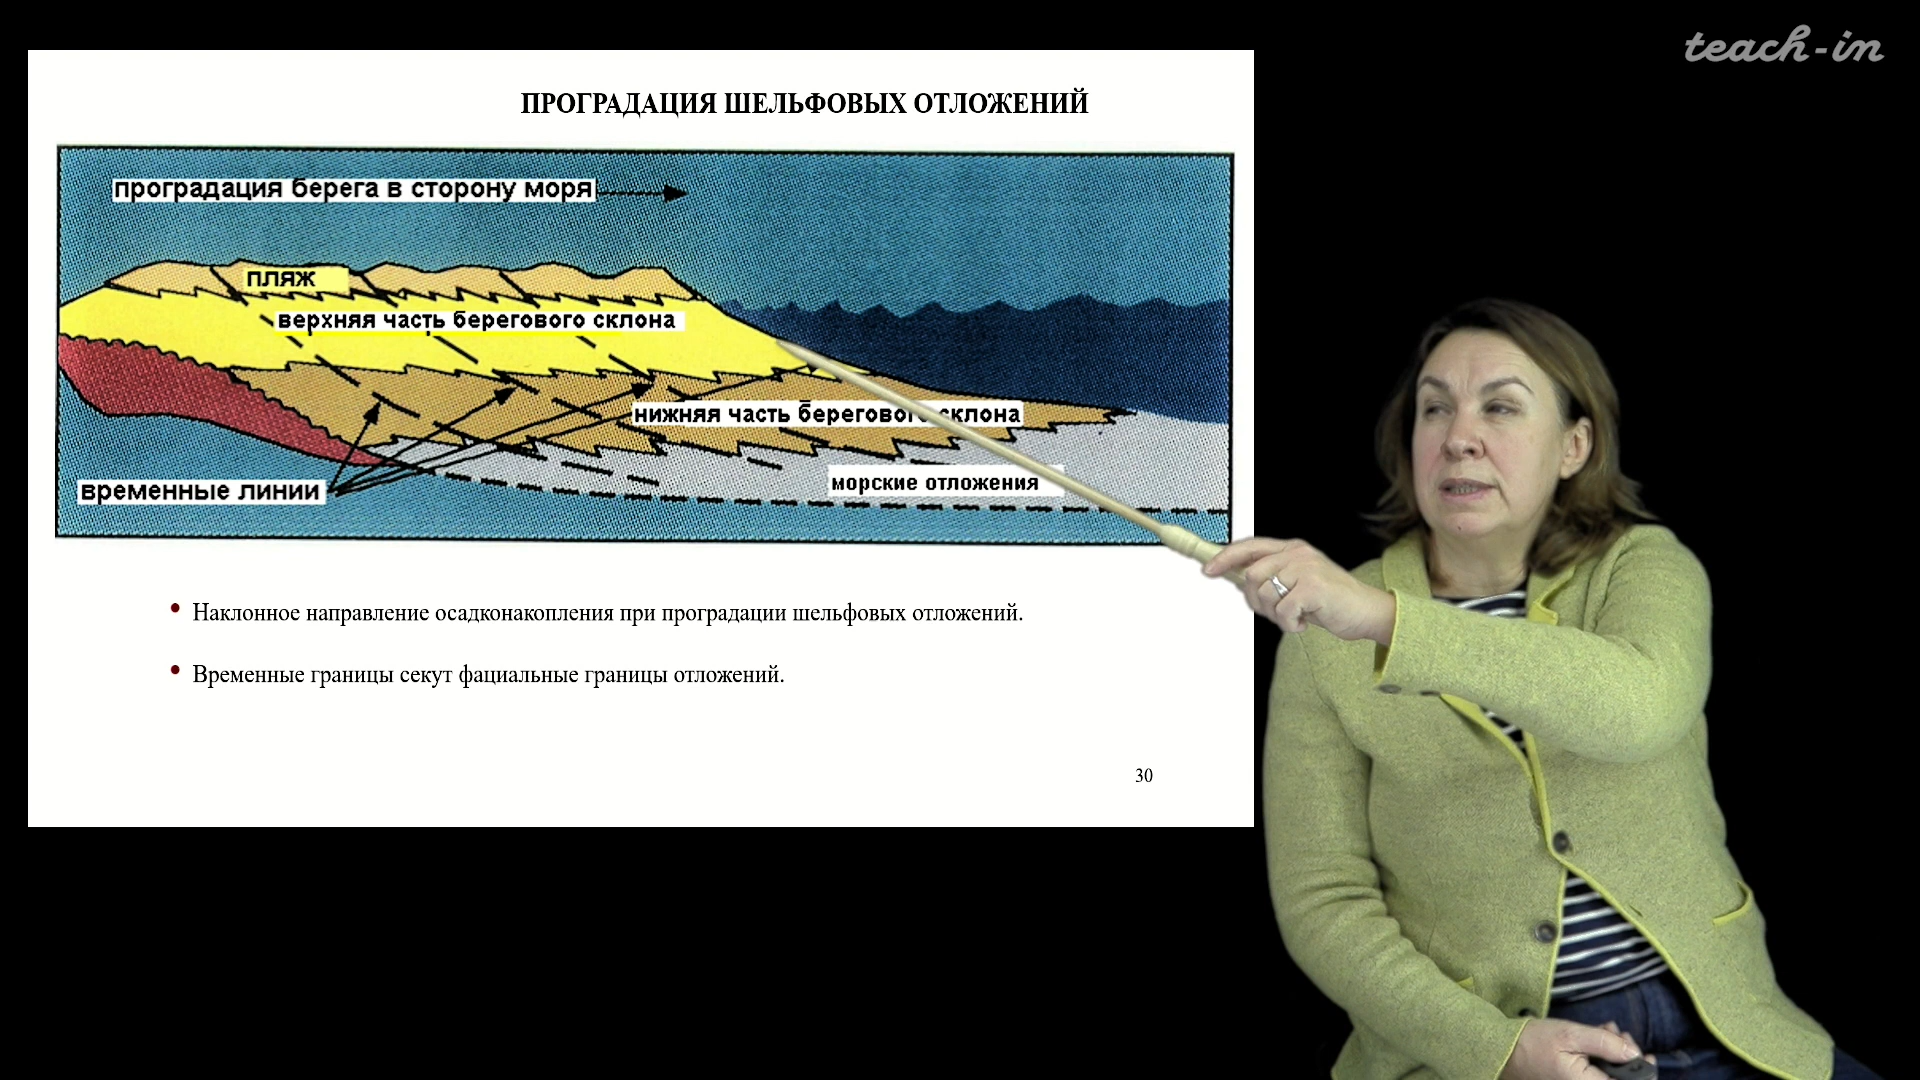 teach-in
ПРОГРАДАЦИЯ ШЕЛЬФОВЫХ ОТЛОЖЕНИЙ
проградация берега в сторону моря
пляж
верхняя часть берегового склона
нижняя часть берегового склона
морские отложения
временные линии
Наклонное направление осадконакопления при проградации шельфовых отложений.
Временные границы секут фациальные границы отложений.
30